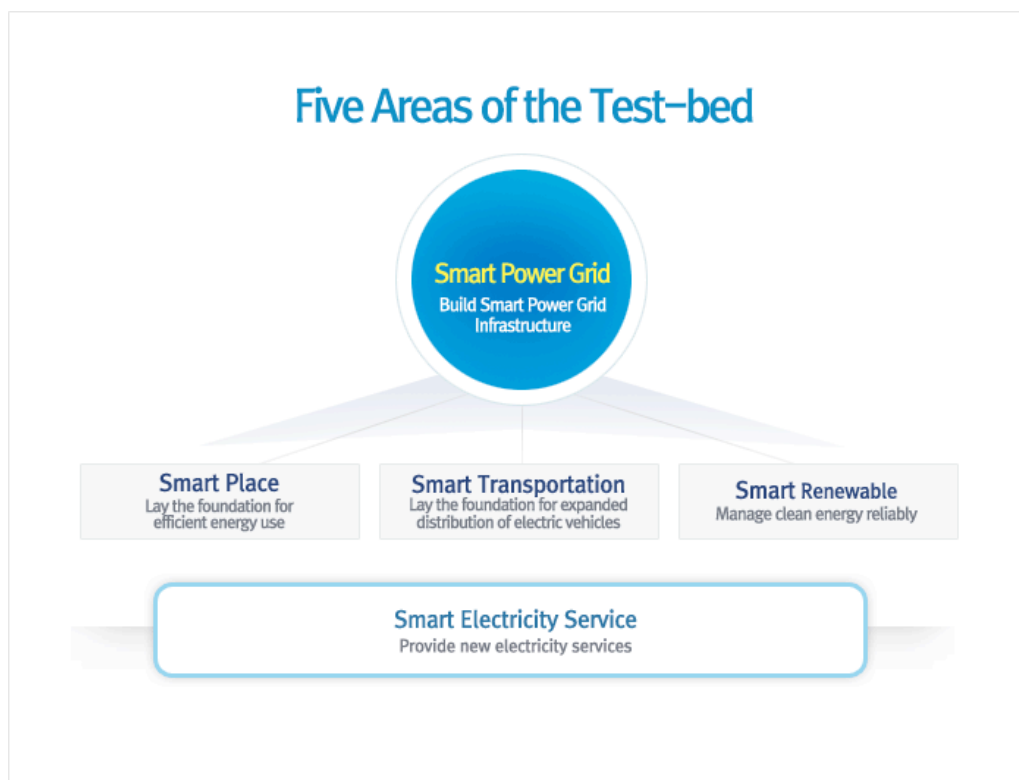 Five Areas of the Test-bed
Smart Power Grid
Build Smart Power Grid
Infrastructure
Smart Place
Lay the foundation for
efficient energy use
Smart Transportation
Lay the foundation for expanded
distribution of electric vehicles
Smart Renewable
Manage clean energy reliably
Smart Electricity Service
Provide new electricity services